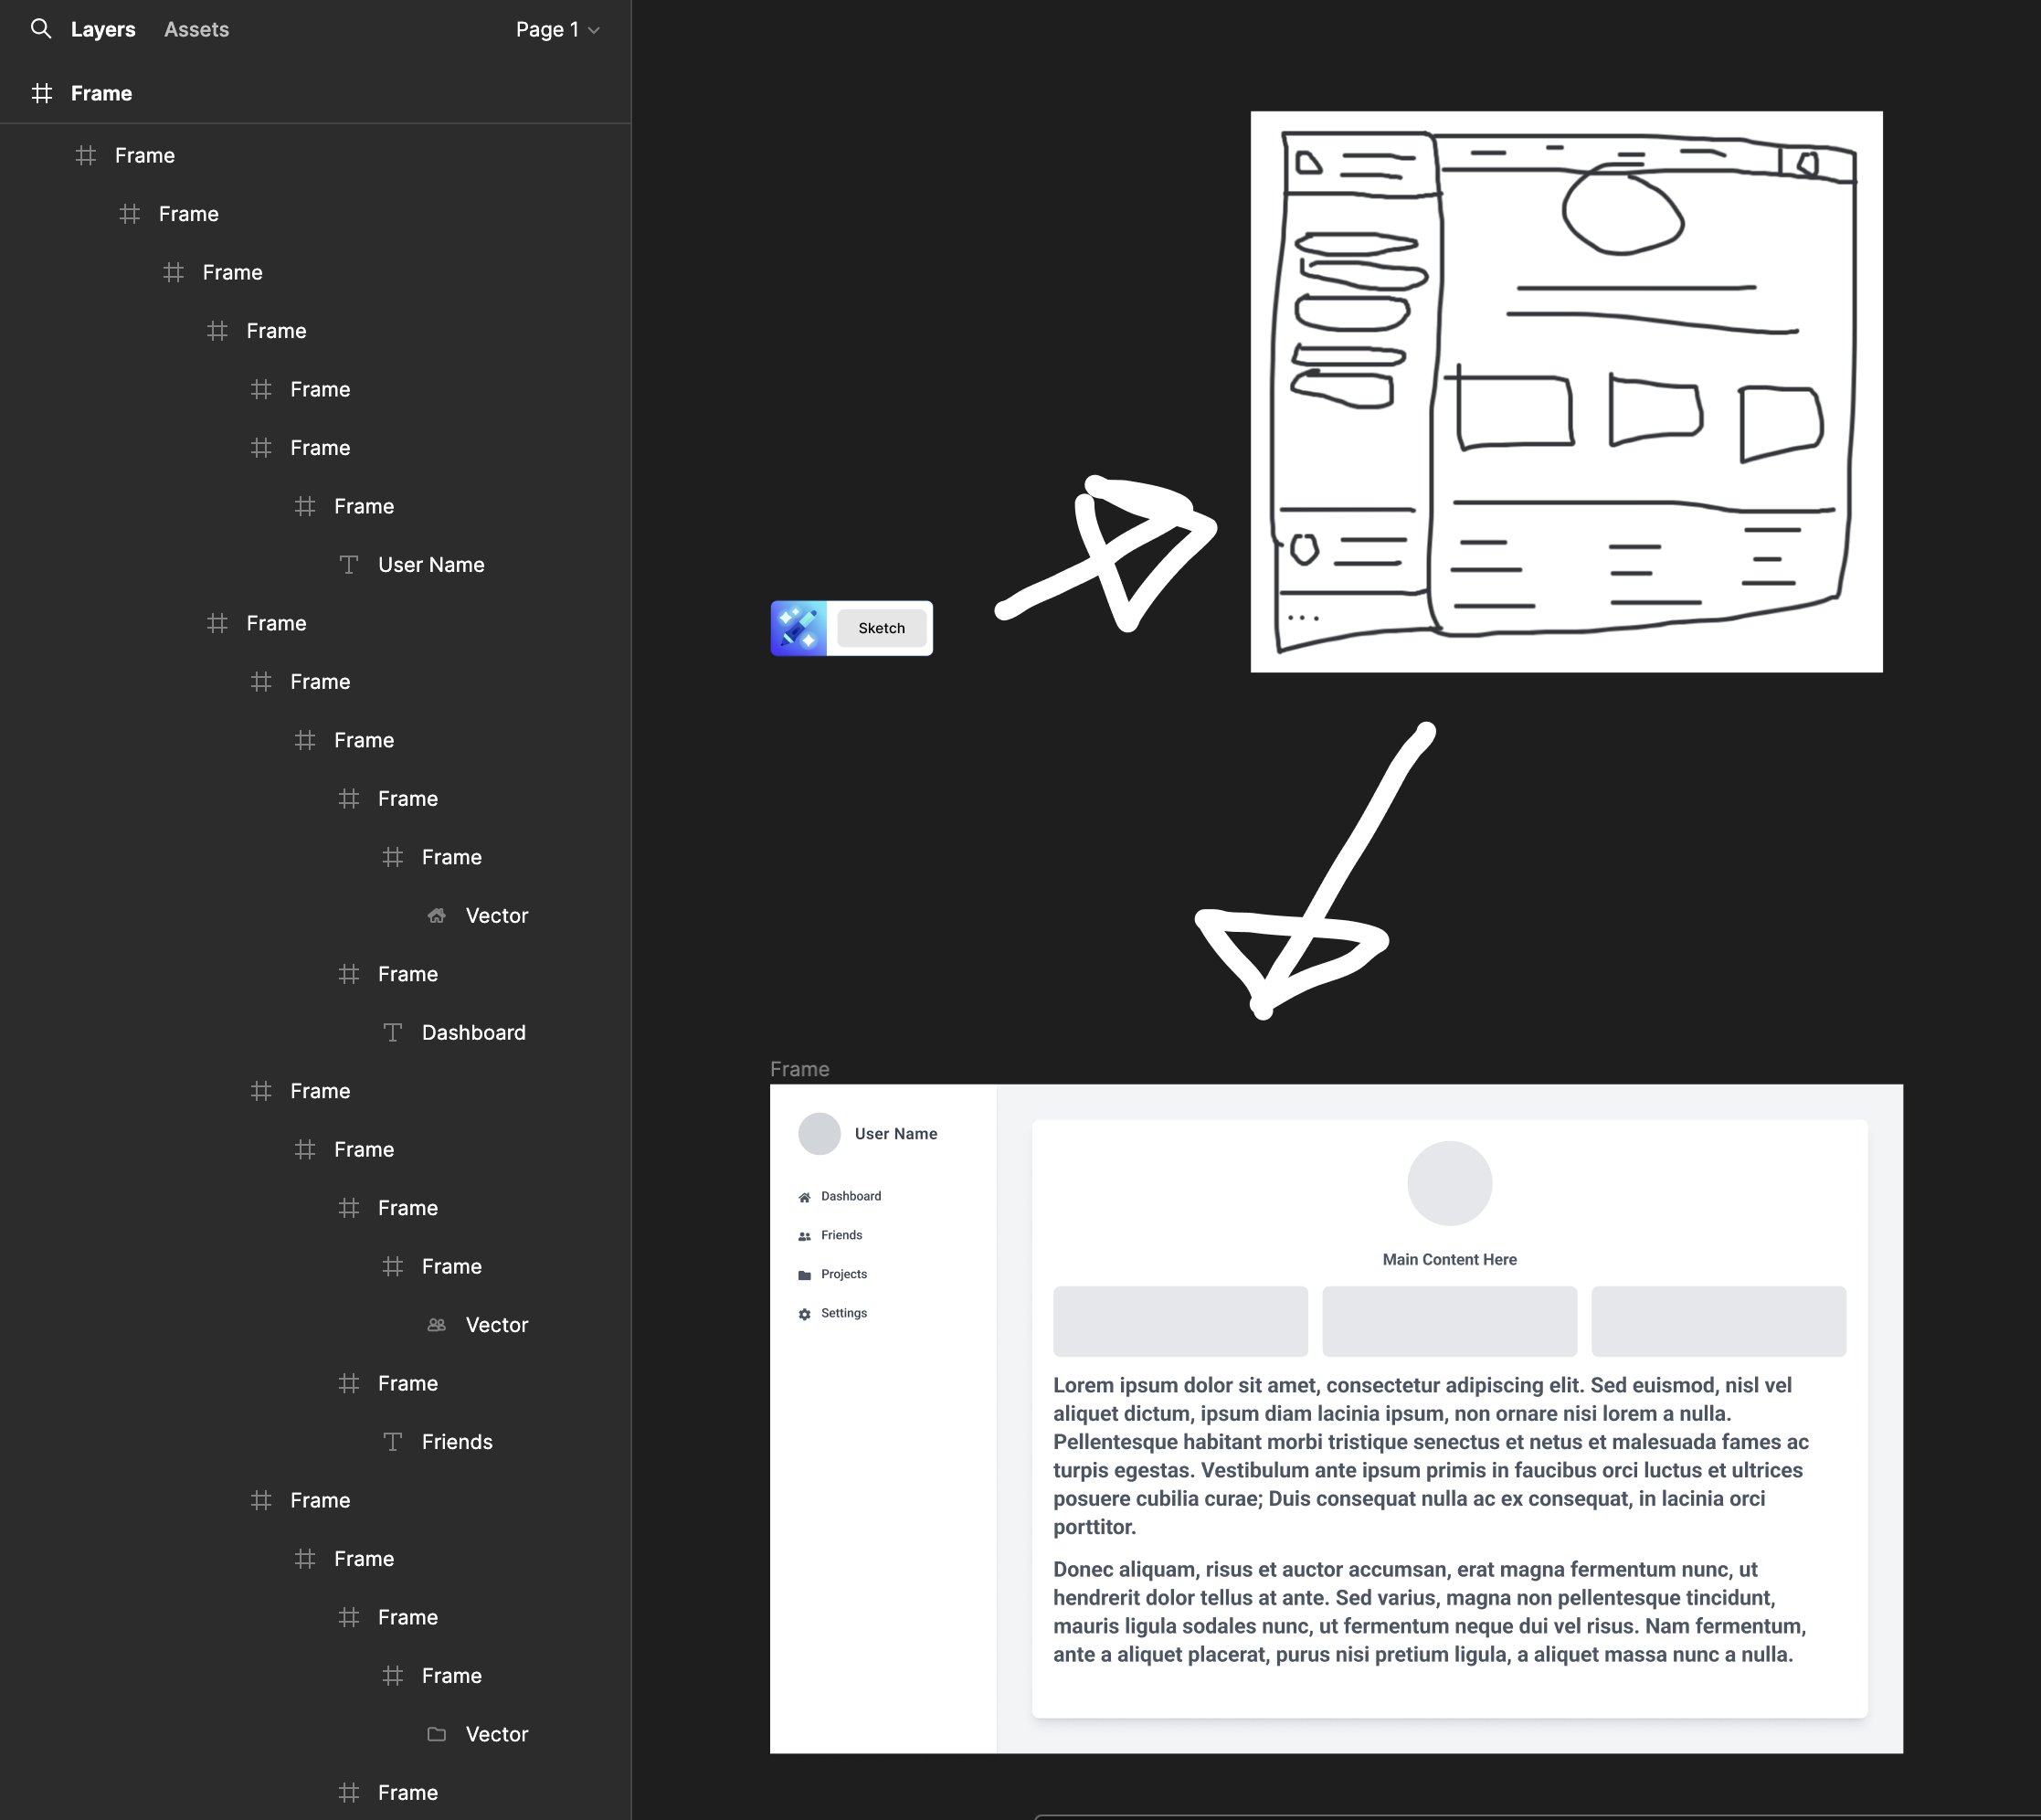 Layers Assets Page 1
Frame
Frame
Frame
Frame
Frame
Frame
Frame
Frame
User Name
Frame
Frame
Frame
Frame
Frame
Vector
Frame
Dashboard
Frame
Frame
Frame
Frame
Vector
Frame
Friends
Frame
Frame
Frame
Frame
Vector
Frame
Sketch
Frame
User Name
Dashboard
Friends
Projects
Settings
Main Content Here
Lorem ipsum dolor sit amet, consectetur adipiscing elit. Sed euismod, nisl vel
aliquet dictum, ipsum diam lacinia ipsum, non ornare nisi lorem a nulla.
Pellentesque habitant morbi tristique senectus et netus et malesuada fames ac
turpis egestas. Vestibulum ante ipsum primis in faucibus orci luctus et ultrices
posuere cubilia curae; Duis consequat nulla ac ex consequat, in lacinia orci
porttitor.
Donec aliquam, risus et auctor accumsan, erat magna fermentum nunc, ut
hendrerit dolor tellus at ante. Sed varius, magna non pellentesque tincidunt,
mauris ligula sodales nunc, ut fermentum neque dui vel risus. Nam fermentum,
ante a aliquet placerat, purus nisi pretium ligula, a aliquet massa nunc a nulla.